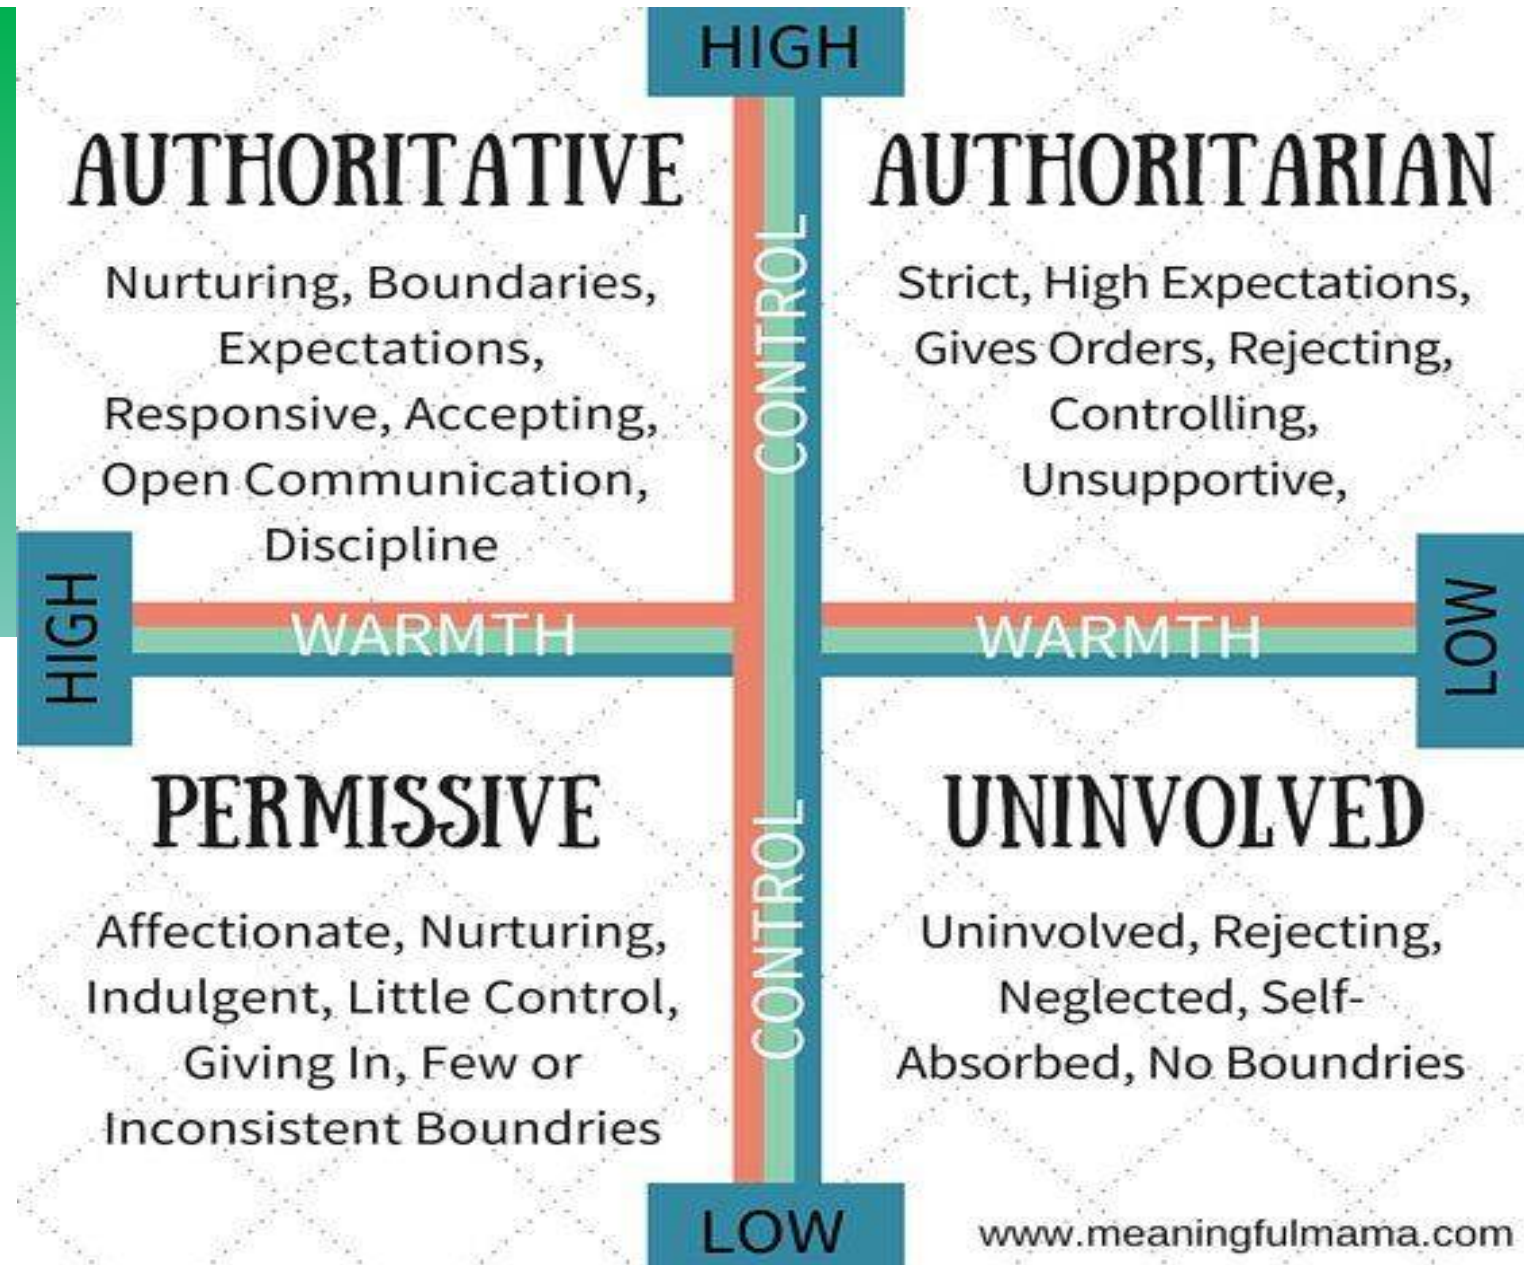 HIGH
AUTHORITATIVE
Nurturing, Boundaries,
Expectations,
Responsive, Accepting,
Open Communication,
Discipline
CONTROL
AUTHORITARIAN
Strict, High Expectations,
Gives Orders, Rejecting,
Controlling,
Unsupportive,
HIGH
WARMTH
WARMTH
LOW
PERMISSIVE
Affectionate, Nurturing,
Indulgent, Little Control,
Giving In, Few or
Inconsistent Boundries
CONTROL
UNINVOLVED
Uninvolved, Rejecting,
Neglected, Self-
Absorbed, No Boundries
LOW
www.meaningfulmama.com